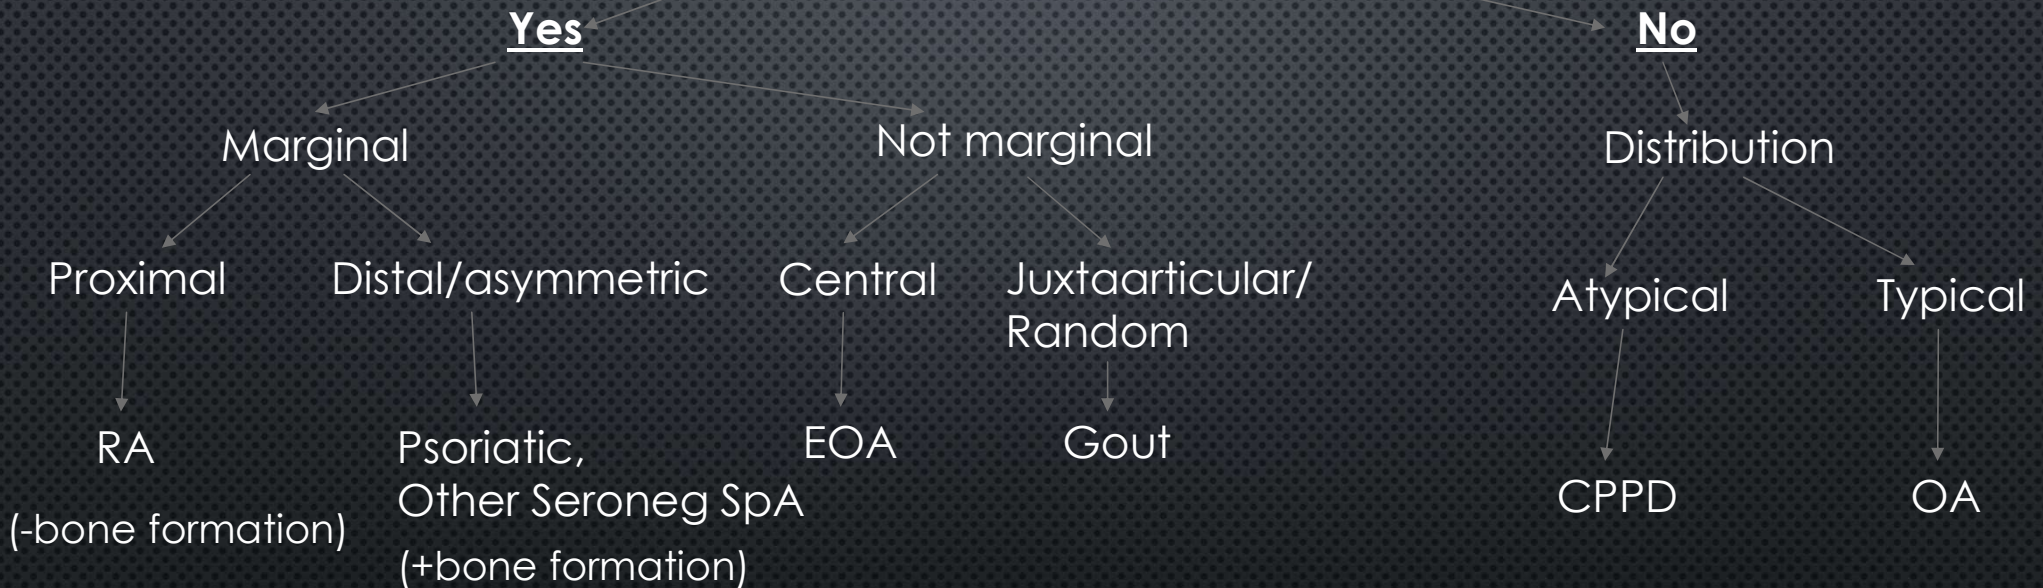 Yes
No
Marginal
Not marginal
Distribution
Proximal
Distal/asymmetric
Central
Juxtaarticular/
Random
Atypical
Typical
RA
(-bone formation)
Psoriatic,
Other Seroneg SpA
(+bone formation)
EOA
Gout
CPPD
OA